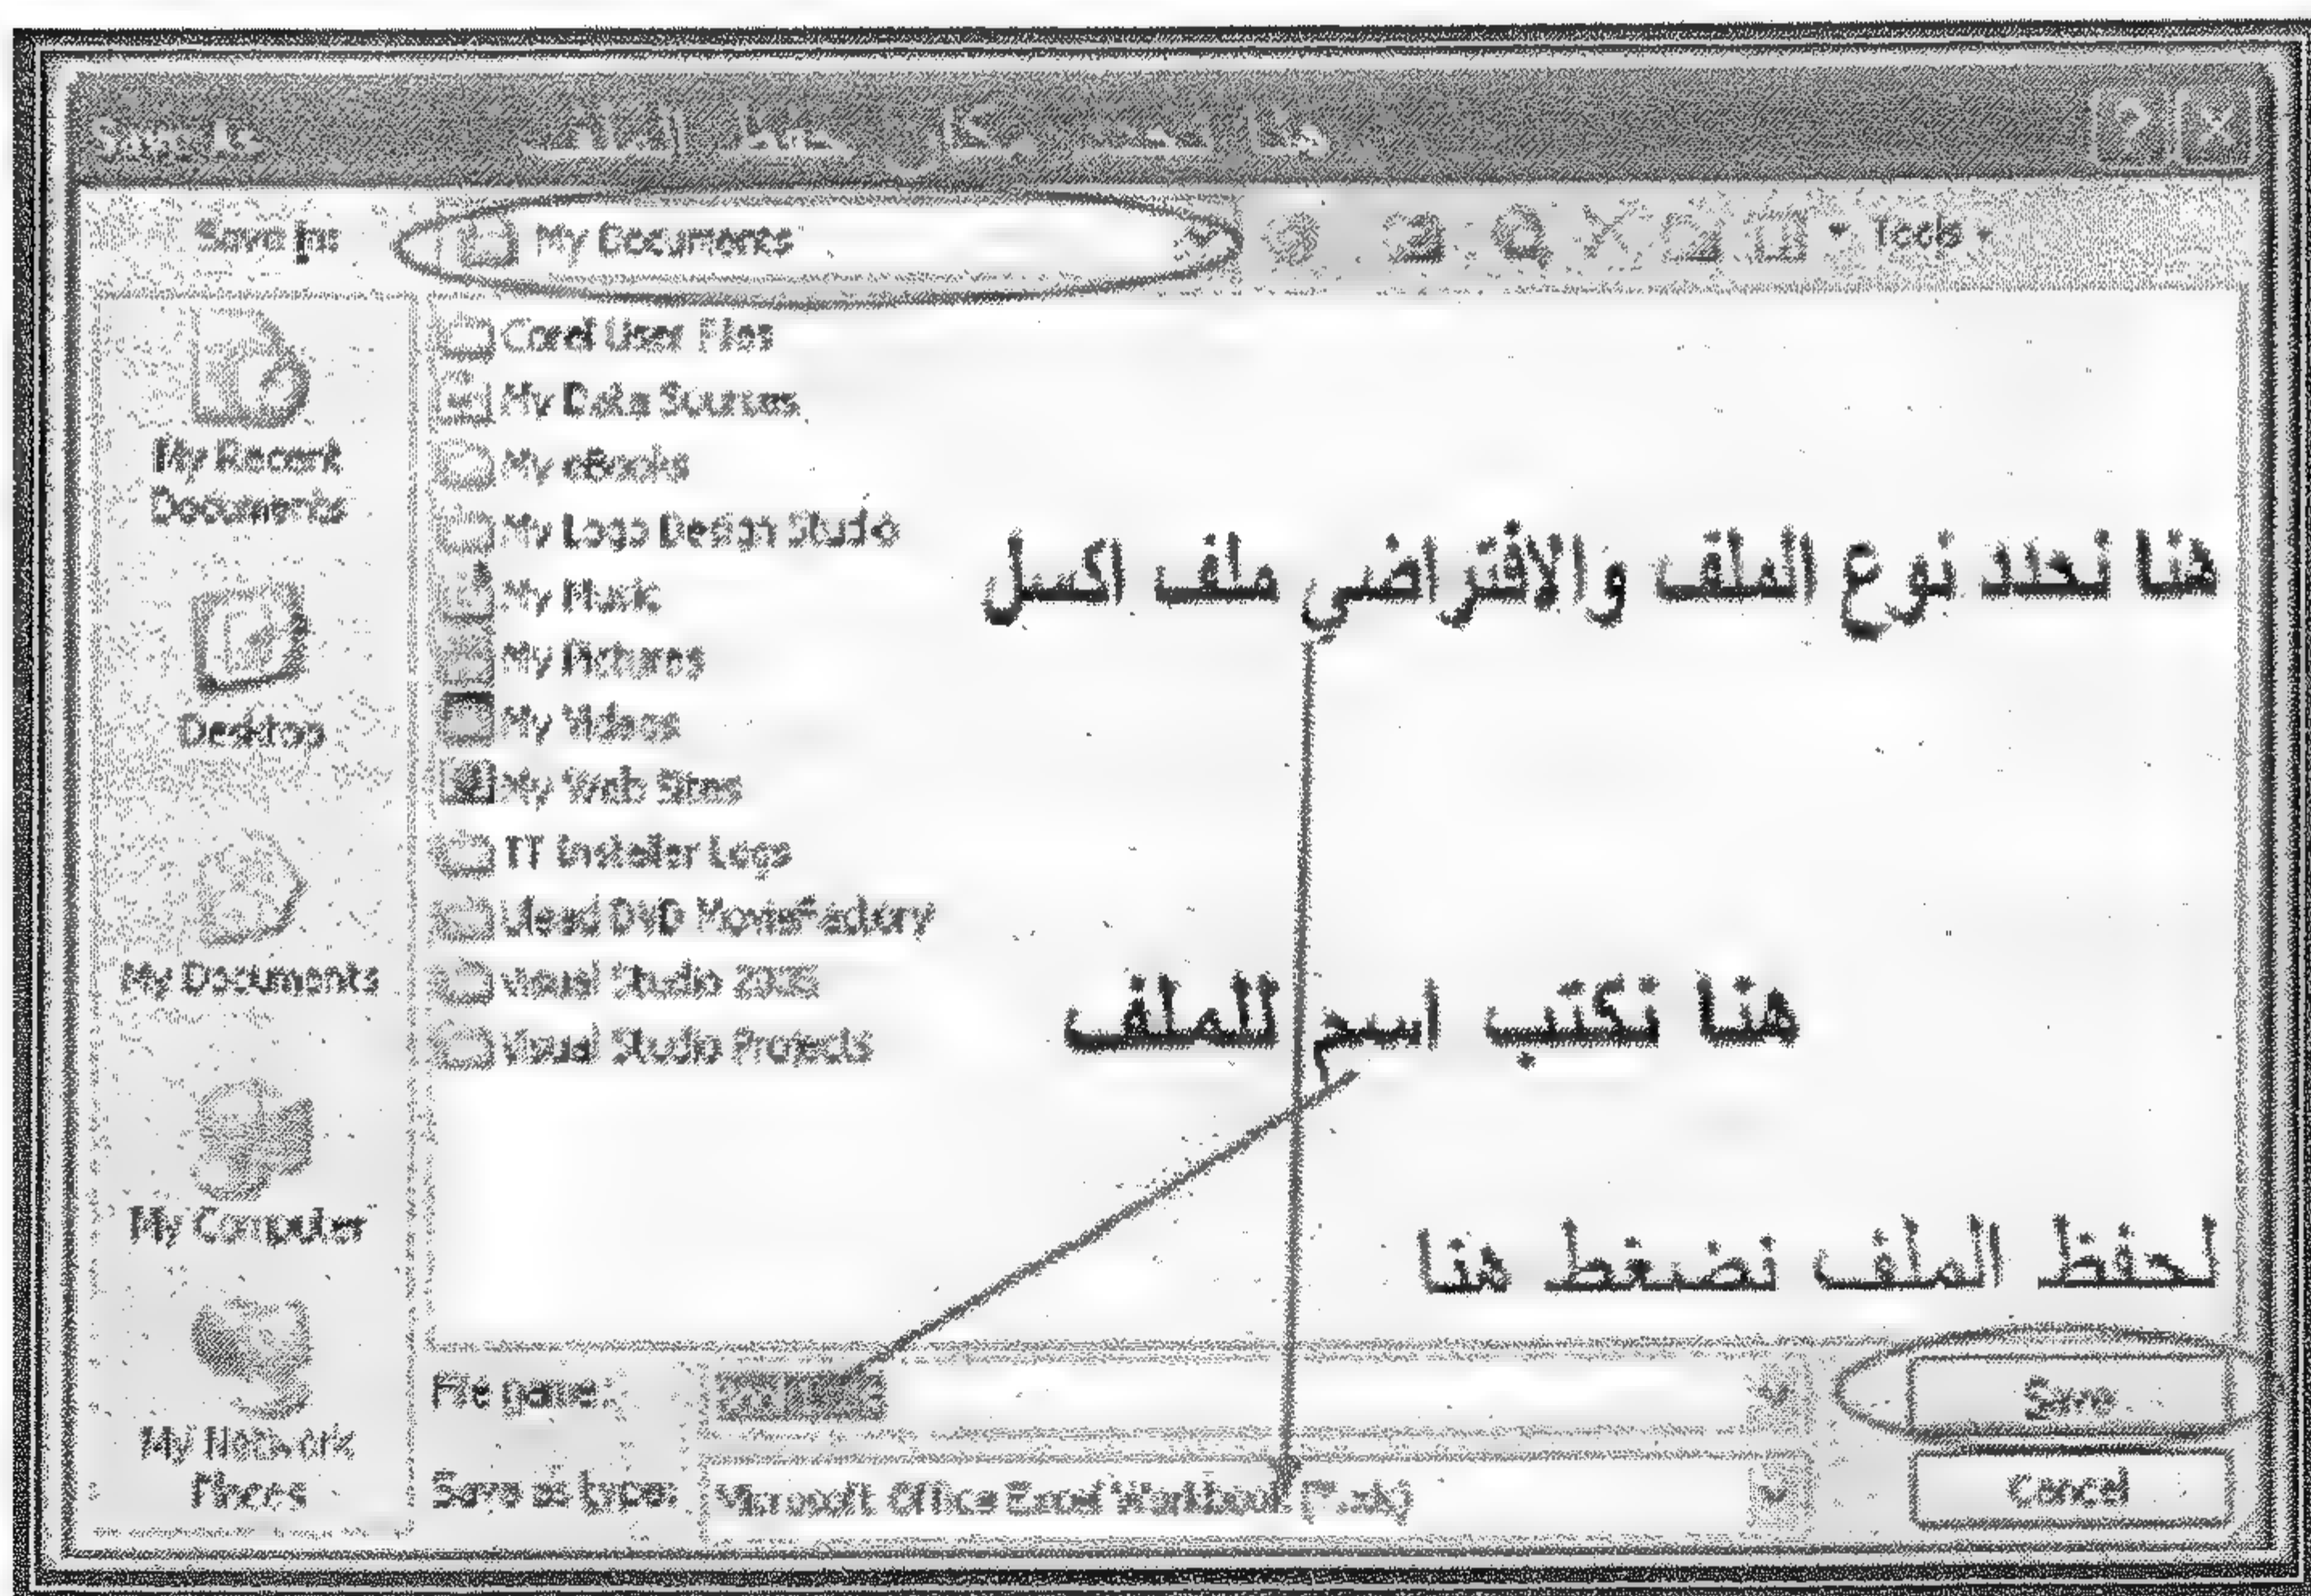 Save As هنا نحدد مكان حفظ الملف
Save in: My Documents Tools
Corel User Files
My Data Sources
My eBooks
My Logo Design Studio
My Music
My Pictures
My Videos
My Web Sites
TT Installer Logs
Ulead DVD MovieFactory
Visual Studio 2005
Visual Studio Projects
My Recent
Documents
Desktop
My Documents
My Computer
My Network
Places
هنا نحدد نوع الملف والافتراضي ملف اكسل
هنا نكتب اسم للملف
لحفظ الملف نضغط هنا
File name:
Save
Save as type: Microsoft Office Excel Workbook (*.xls)
Cancel